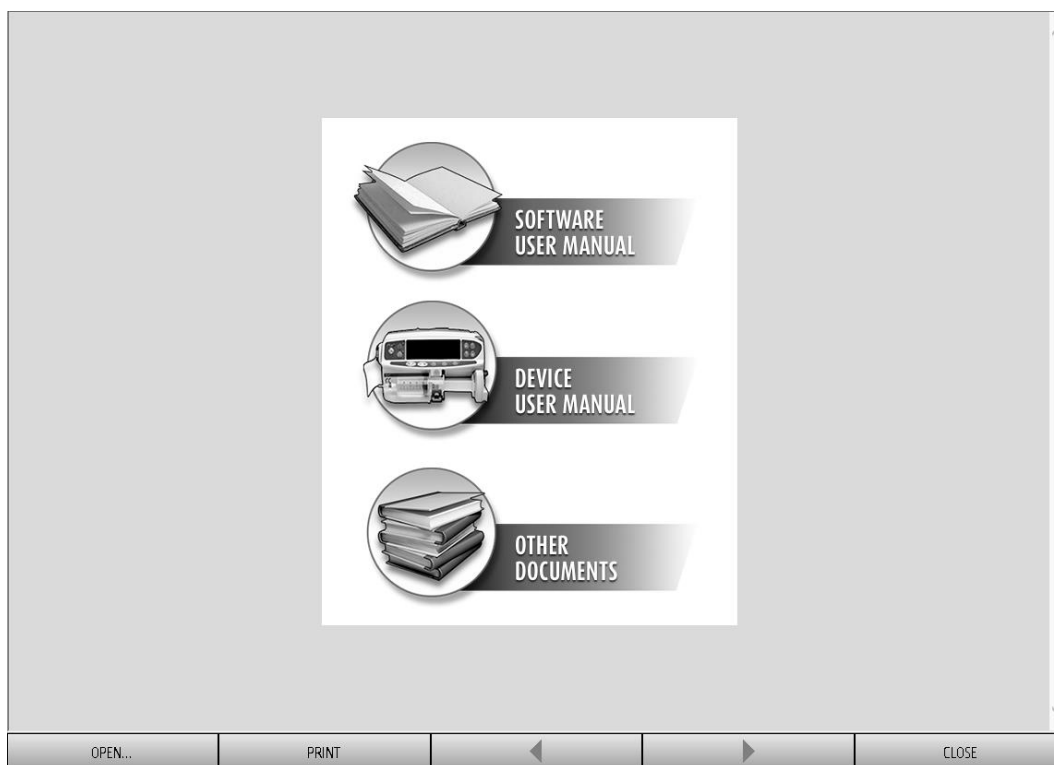 SOFTWARE
USER MANUAL
DEVICE
USER MANUAL
OTHER
DOCUMENTS
OPEN...
PRINT
CLOSE